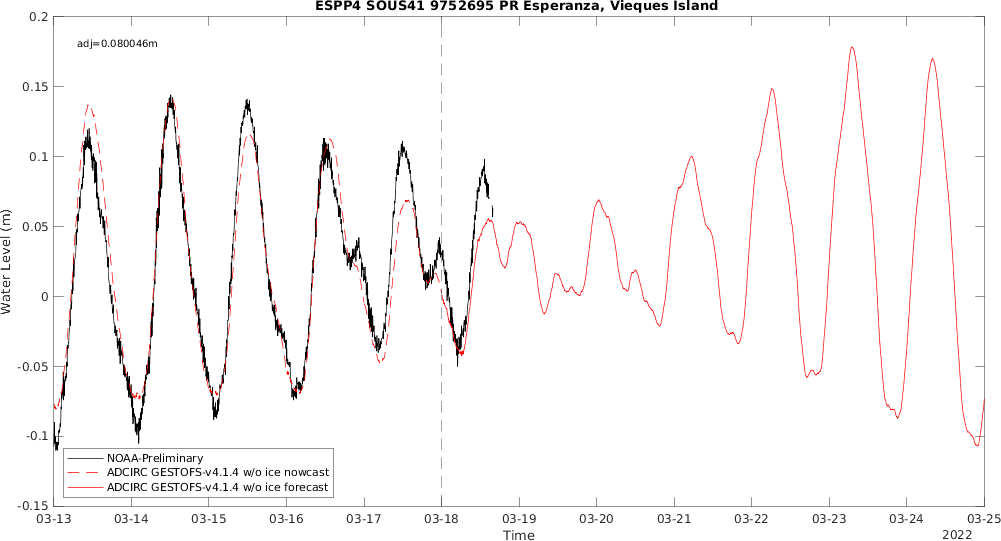 ESPP4 SOUS41 9752695 PR Esperanza, Vieques Island
adj=0.080046m
0.2
0.15
0.1
0.05
0
-0.05
-0.1
-0.15
Water Level (m)
NOAA-Preliminary
ADCIRC GESTOFS-v4.1.4 w/o ice nowcast
ADCIRC GESTOFS-v4.1.4 w/o ice forecast
03-13 03-14 03-15 03-16 03-17 03-18 03-19 03-20 03-21 03-22 03-23 03-24 03-25
Time
2022